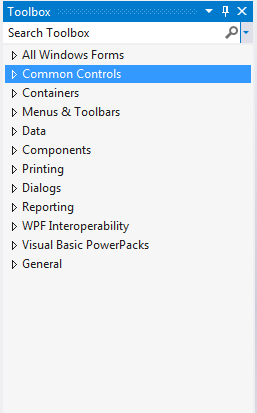 Toolbox
Search Toolbox
All Windows Forms
Common Controls
Containers
Menus & Toolbars
Data
Components
Printing
Dialogs
Reporting
WPF Interoperability
Visual Basic PowerPacks
General